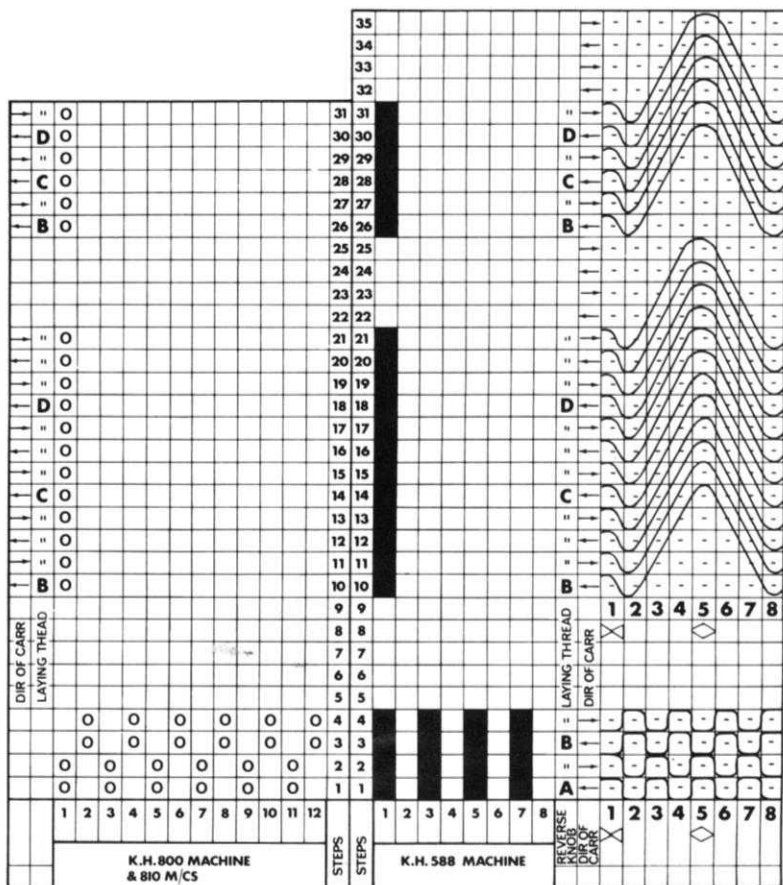 35
34
33
32
" O 31 31 "
D O 30 30 D
" O 29 29 "
C O 28 28 C
" O 27 27 "
B O 26 26 B
25 25
24 24
23 23
22 22
" O 21 21 "
" O 20 20 "
" O 19 19 "
D O 18 18 D
" O 17 17 "
" O 16 16 "
" O 15 15 "
C O 14 14 C
" O 13 13 "
" O 12 12 "
" O 11 11 "
B O 10 10 B
9 9 1 2 3 4 5 6 7 8
8 8
7 7
6 6
5 5
DIR OF CARR
LAYING THEAD
LAYING THREAD
DIR OF CARR
O O O O O O 4 4 "
O O O O O O 3 3 B
O O O O O O 2 2 "
O O O O O O 1 1 A
1 2 3 4 5 6 7 8 9 10 11 12
STEPS
STEPS
1 2 3 4 5 6 7 8
REVERSE
KNOB
DIR OF
CARR
1 2 3 4 5 6 7 8
K.H. 800 MACHINE
& 810 M/CS
K.H. 588 MACHINE